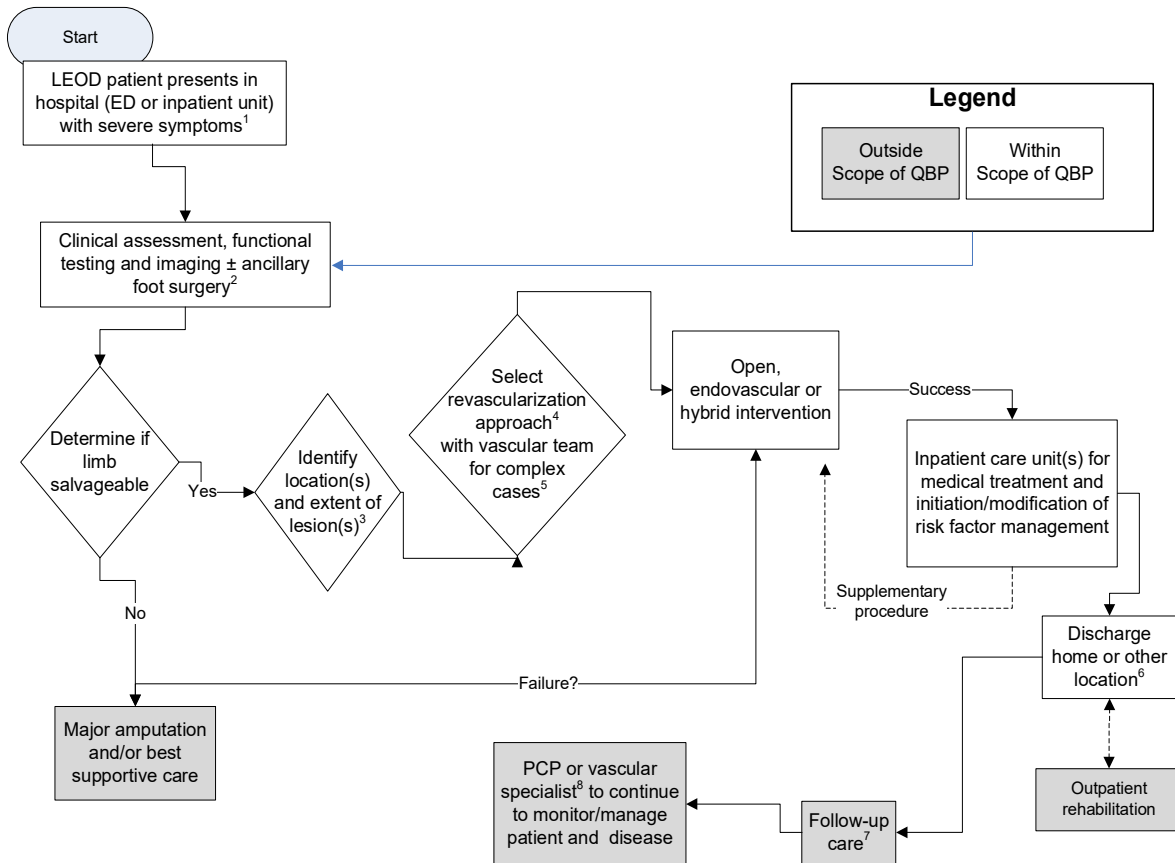 Start
LEOD patient presents in
hospital (ED or inpatient unit)
with severe symptoms¹
Legend
Outside
Scope of QBP
Within
Scope of QBP
Clinical assessment, functional
testing and imaging ± ancillary
foot surgery²
Determine if
limb
salvageable
Yes
Identify
location(s)
and extent of
lesion(s)³
Select
revascularization
approach⁴
with vascular team
for complex
cases⁵
Open,
endovascular or
hybrid intervention
Success
Inpatient care unit(s) for
medical treatment and
initiation/modification of
risk factor management
Supplementary
procedure
No
Failure?
Discharge
home or other
location⁶
Major amputation
and/or best
supportive care
PCP or vascular
specialist⁸ to continue
to monitor/manage
patient and disease
Follow-up
care⁷
Outpatient
rehabilitation